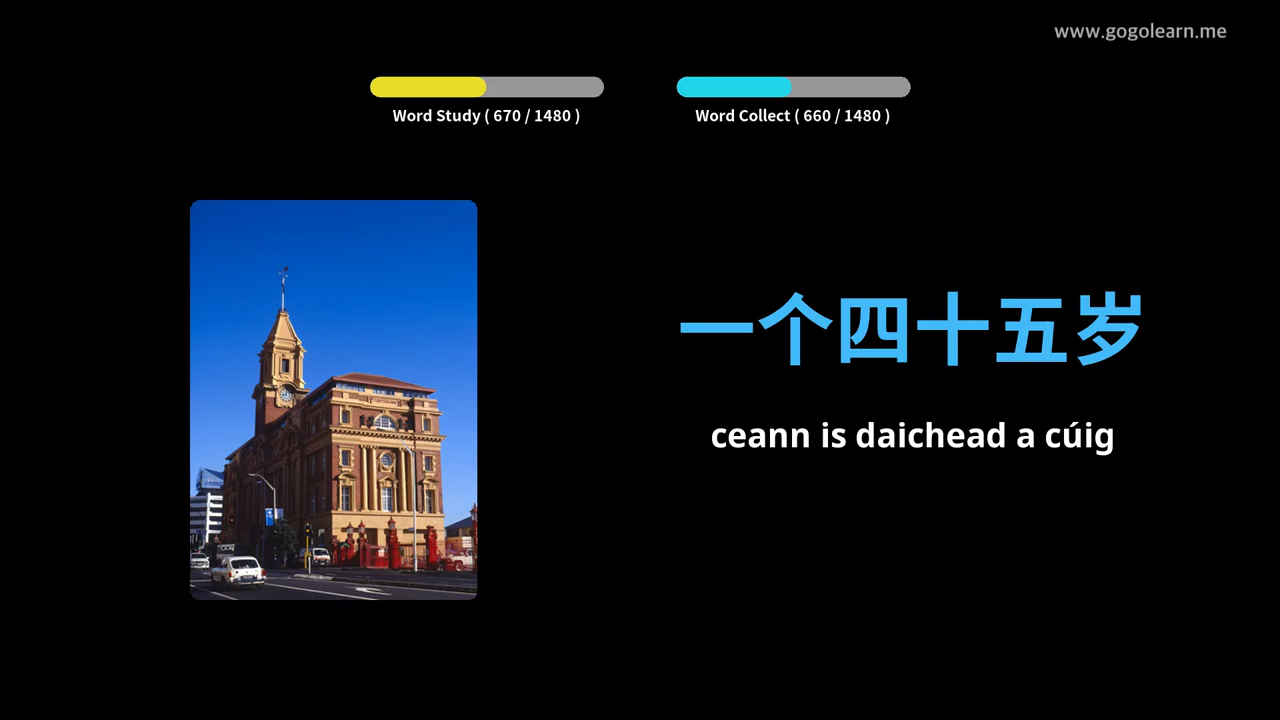 www.gogolearn.me
Word Study ( 670 / 1480 )
Word Collect ( 660 / 1480 )
一个四十五岁
ceann is daichead a cúig